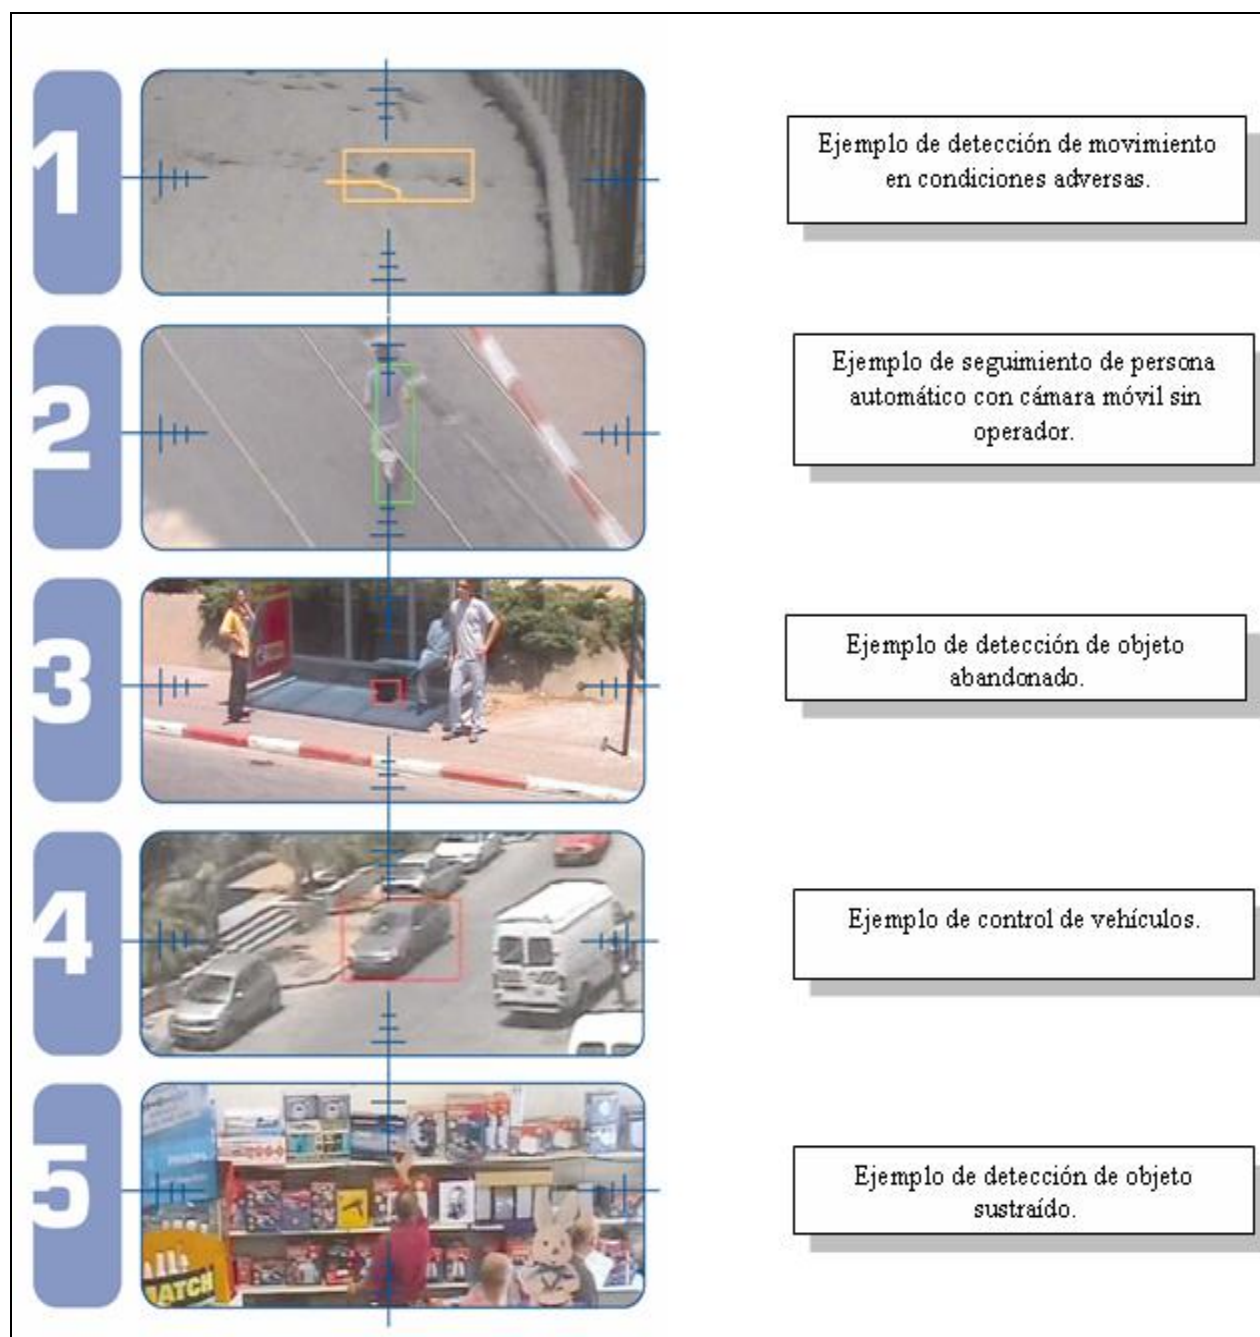 1
Ejemplo de detección de movimiento
en condiciones adversas.
2
Ejemplo de seguimiento de persona
automático con cámara móvil sin
operador.
3
Ejemplo de detección de objeto
abandonado.
4
Ejemplo de control de vehículos.
5
PHILIPS
MATCH
Ejemplo de detección de objeto
sustraído.